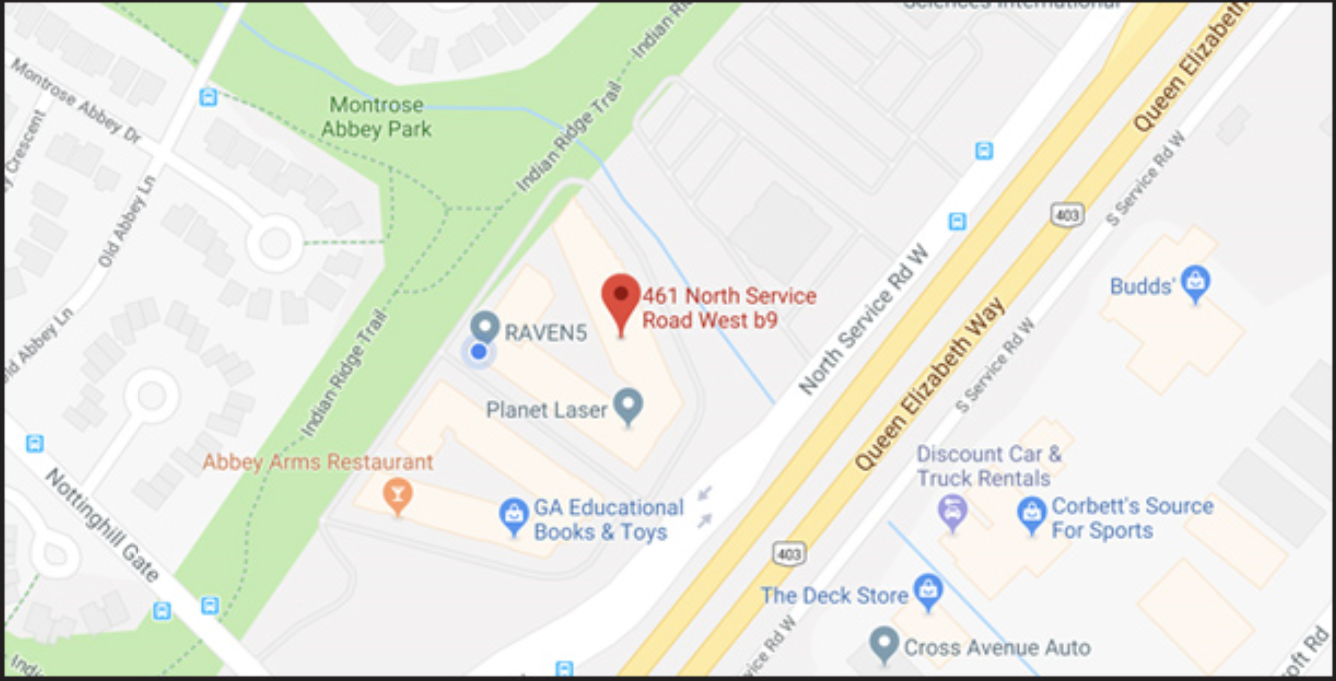 Sciences International
Indian Ri
Queen Elizabeth
Montrose Abbey Dr
Montrose
Abbey Park
Indian Ridge Trail
y Crescent
Old Abbey Ln
403
S Service Rd W
North Service Rd W
Budds'
461 North Service
Road West b9
RAVEN5
Old Abbey Ln
Indian Ridge Trail
Queen Elizabeth Way
S Service Rd W
Planet Laser
Abbey Arms Restaurant
Discount Car &
Truck Rentals
Nottinghill Gate
GA Educational
Books & Toys
Corbett's Source
For Sports
403
The Deck Store
Cross Avenue Auto
vice Rd W
oft Rd
Indi